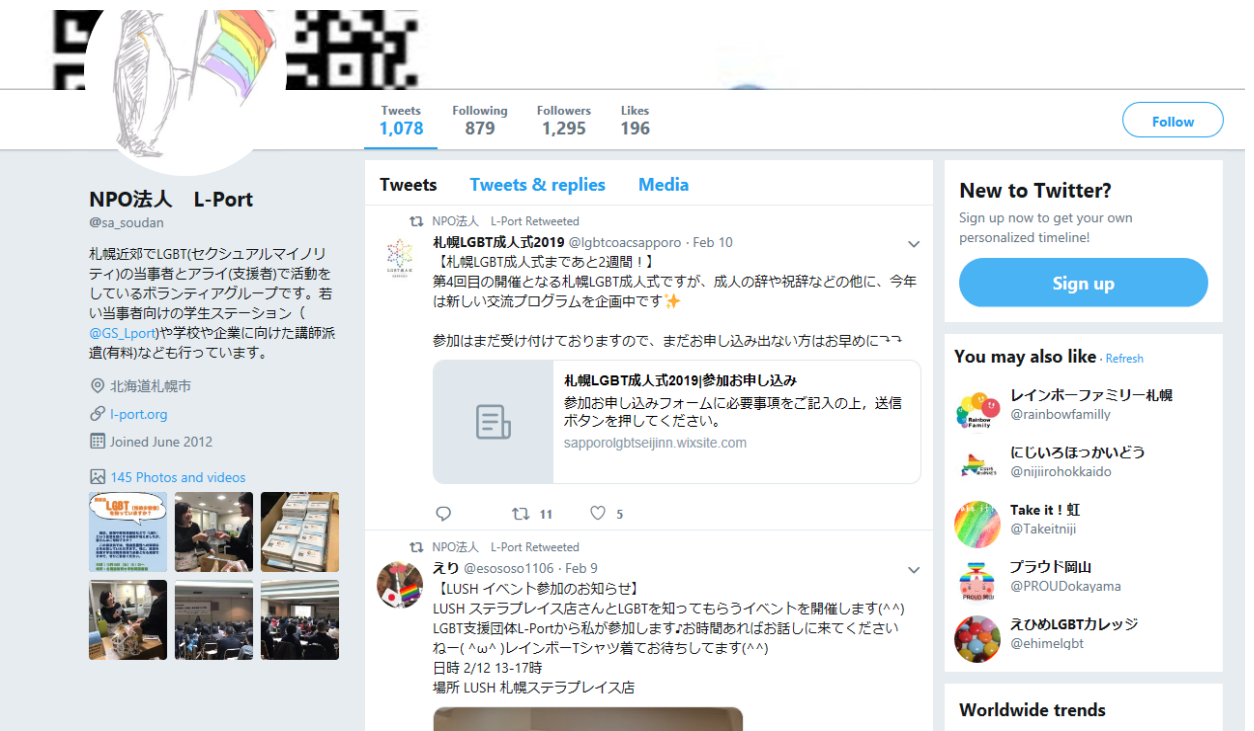 Tweets
1,078
Following
879
Followers
1,295
Likes
196
Follow
NPO法人　L-Port
@sa_soudan
札幌近郊でLGBT(セクシュアルマイノリ
ティ)の当事者とアライ(支援者)で活動を
しているボランティアグループです。若
い当事者向けの学生ステーション（
@GS_Lport)や学校や企業に向けた講師派
遣(有料)なども行っています。
北海道札幌市
l-port.org
Joined June 2012
145 Photos and videos
LGBT
Tweets
Tweets & replies
Media
NPO法人　L-Port Retweeted
札幌LGBT成人式2019 @lgbtcoacsapporo · Feb 10
【札幌LGBT成人式まであと2週間！】
第4回目の開催となる札幌LGBT成人式ですが、成人の辞や祝辞などの他に、今年
は新しい交流プログラムを企画中です✨
参加はまだ受け付けておりますので、まだお申し込み出ない方はお早めに⤵⤵
札幌LGBT成人式2019|参加お申し込み
参加お申し込みフォームに必要事項をご記入の上，送信
ボタンを押してください。
sapporolgbtseijinn.wixsite.com
11
5
NPO法人　L-Port Retweeted
えり @esososo1106 · Feb 9
【LUSH イベント参加のお知らせ】
LUSH ステラプレイス店さんとLGBTを知ってもらうイベントを開催します(^^)
LGBT支援団体L-Portから私が参加します♪お時間あればお話しに来てください
ねー( ^ω^ )レインボーTシャツ着てお待ちしてます(^^)
日時 2/12 13-17時
場所 LUSH 札幌ステラプレイス店
New to Twitter?
Sign up now to get your own
personalized timeline!
Sign up
You may also like · Refresh
レインボーファミリー札幌
@rainbowfamilly
Rainbow
Family
にじいろほっかいどう
@nijiirohokkaido
Take it！虹
@Takeitniji
プラウド岡山
@PROUDokayama
えひめLGBTカレッジ
@ehimelgbt
Worldwide trends